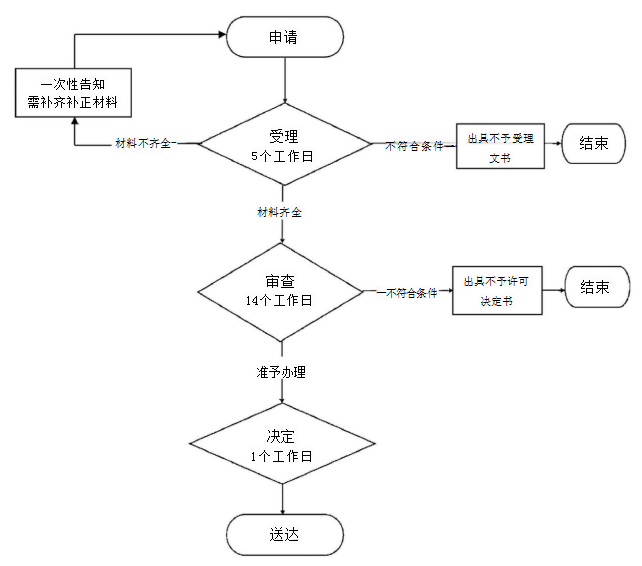 申请
一次性告知
需补齐补正材料
受理
5个工作日
材料不齐全
不符合条件
出具不予受理
文书
结束
材料齐全
审查
14个工作日
不符合条件
出具不予许可
决定书
结束
准予办理
决定
1个工作日
送达